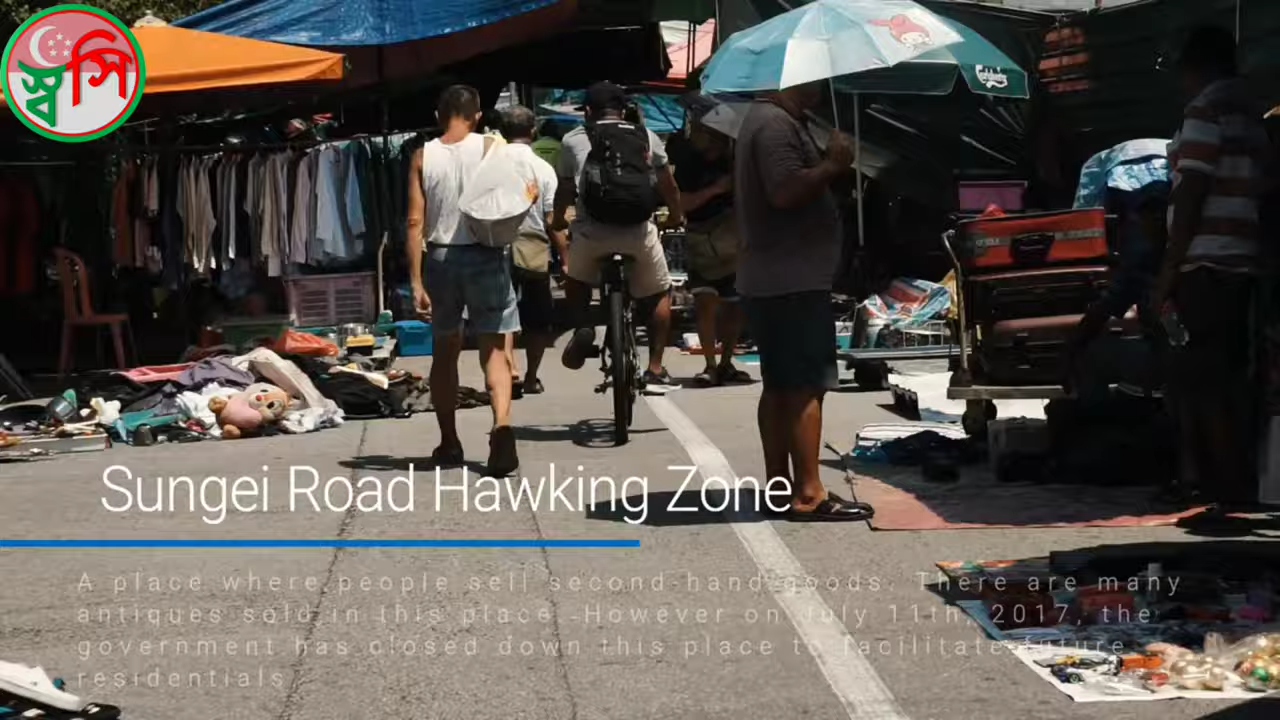 স্বাসি
Carlsberg
Sungei Road Hawking Zone
A place where people sell second-hand goods. There are many
antiques sold in this place. However on July 11th, 2017, the
government has closed down this place to facilitate future
residentials